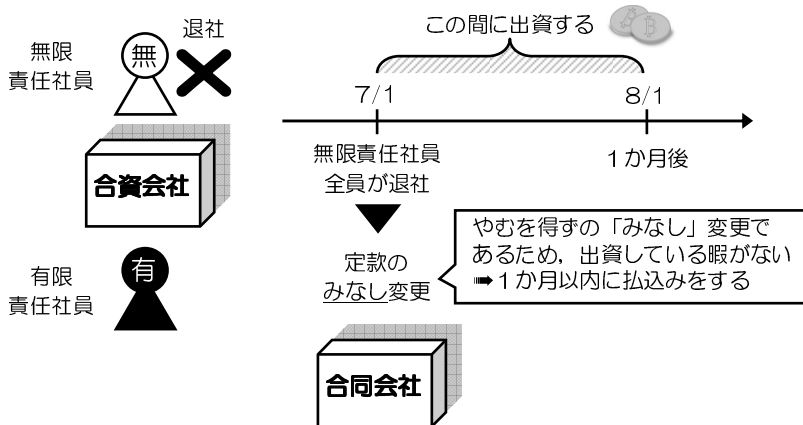 無限
責任社員
無
退社
合資会社
有限
責任社員
有
この間に出資する
7/1
8/1
無限責任社員
全員が退社
1か月後
定款の
みなし変更
やむを得ずの「みなし」変更で
あるため,出資している暇がない
➠1か月以内に払込みをする
合同会社